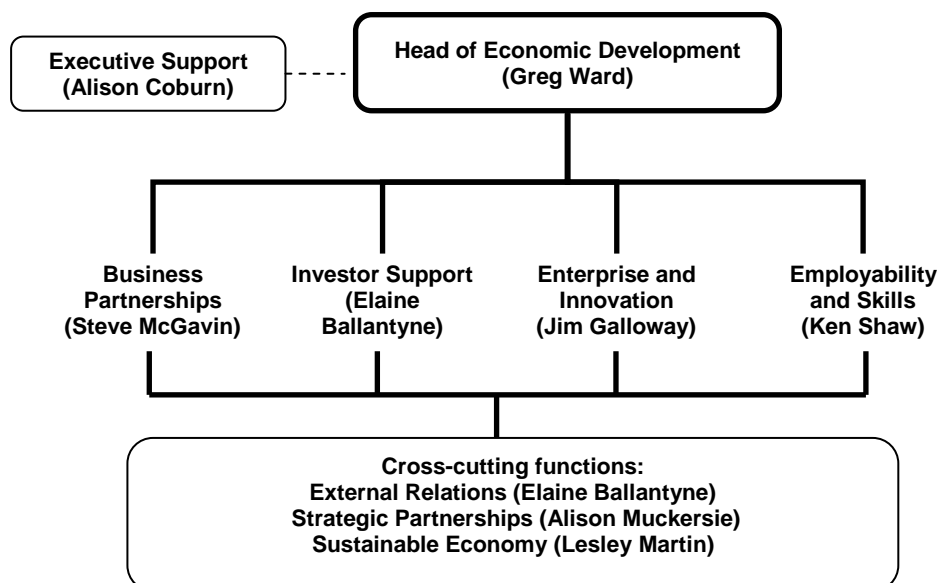 Executive Support
(Alison Coburn)
Head of Economic Development
(Greg Ward)
Business
Partnerships
(Steve McGavin)
Investor Support
(Elaine
Ballantyne)
Enterprise and
Innovation
(Jim Galloway)
Employability
and Skills
(Ken Shaw)
Cross-cutting functions:
External Relations (Elaine Ballantyne)
Strategic Partnerships (Alison Muckersie)
Sustainable Economy (Lesley Martin)